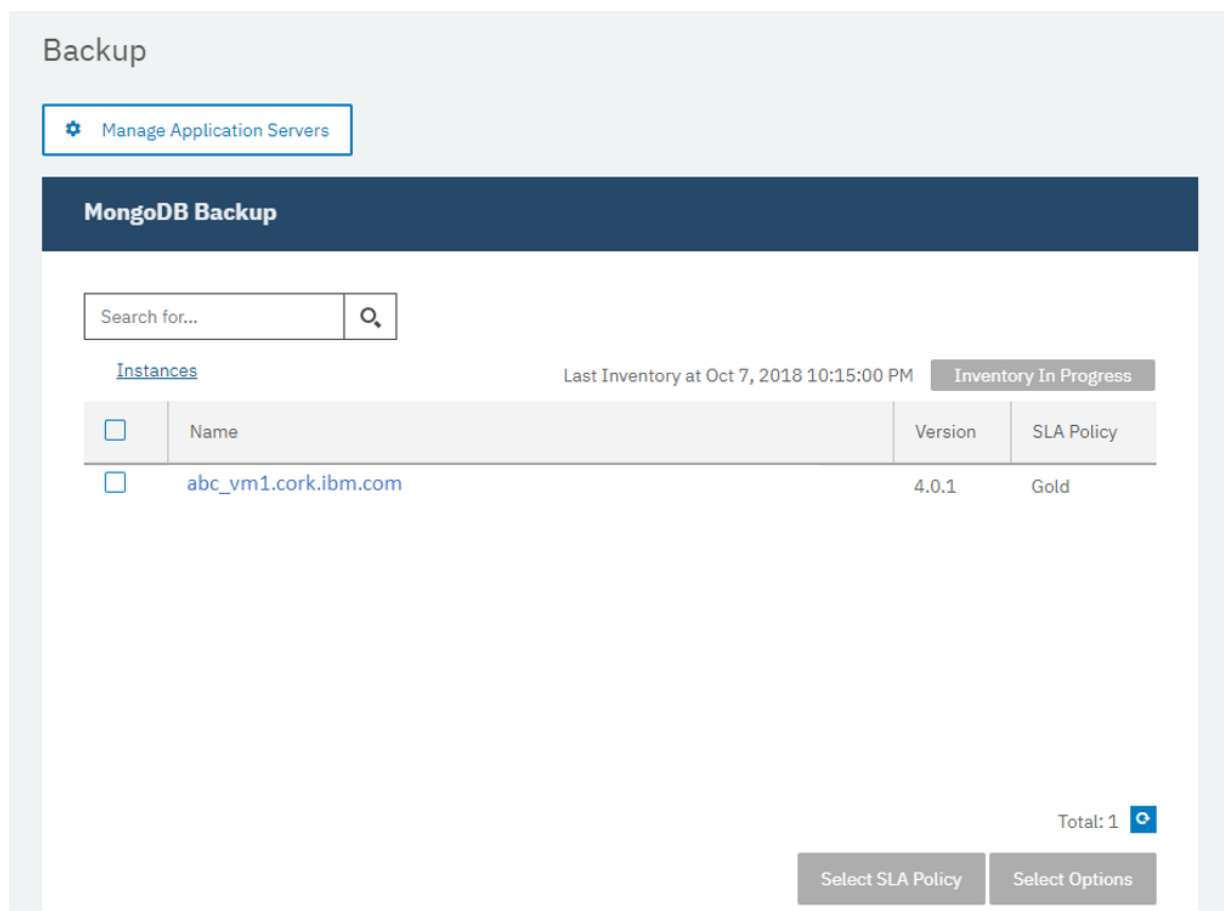 Backup
Manage Application Servers
MongoDB Backup
Search for...
Instances
Last Inventory at Oct 7, 2018 10:15:00 PM Inventory In Progress
Name Version SLA Policy
abc_vm1.cork.ibm.com 4.0.1 Gold
Total: 1
Select SLA Policy Select Options